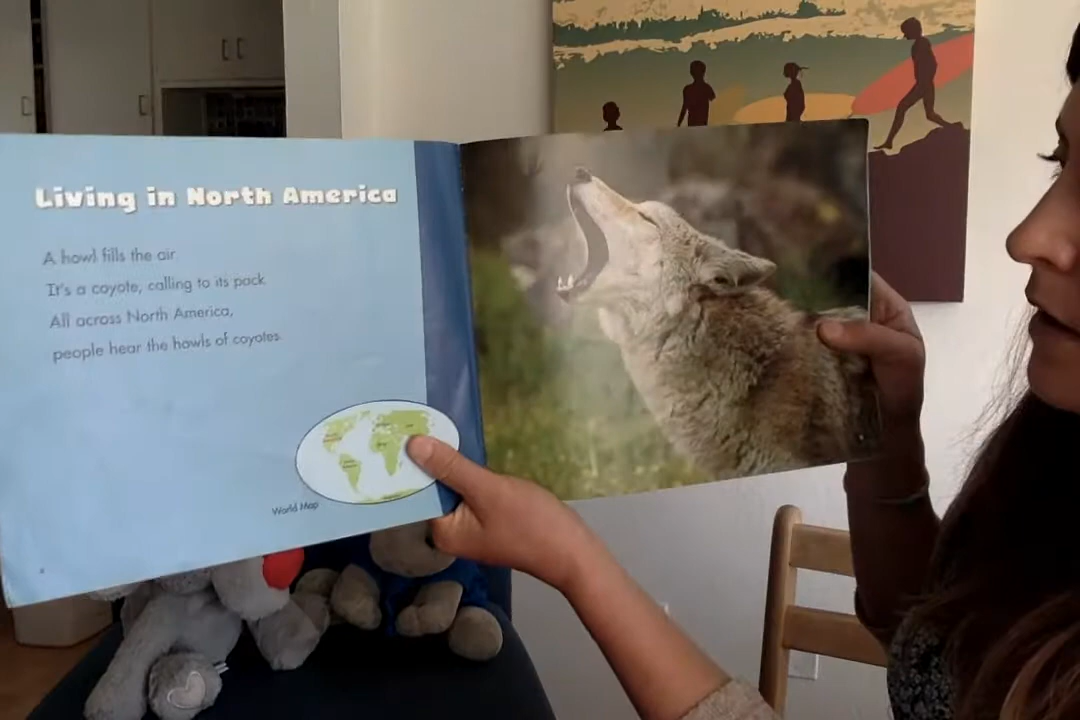 Living in North America
A howl fills the air.
It's a coyote, calling to its pack.
All across North America,
people hear the howls of coyotes.
World Map